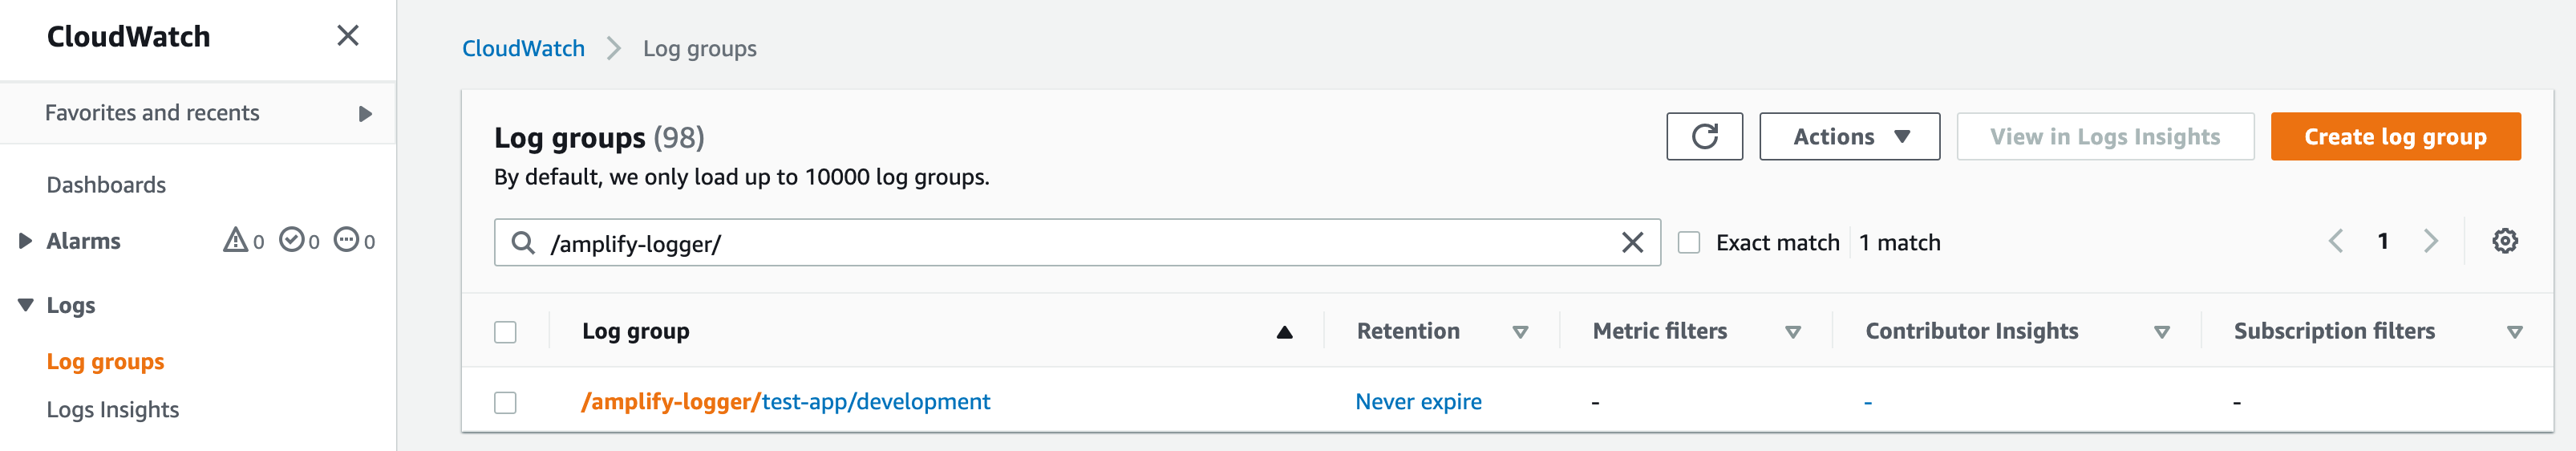 CloudWatch
Favorites and recents
Dashboards
Alarms 0 0 0
Logs
Log groups
Logs Insights
CloudWatch Log groups
Log groups (98)
Actions View in Logs Insights Create log group
By default, we only load up to 10000 log groups.
/amplify-logger/ Exact match 1 match 1
Log group Retention Metric filters Contributor Insights Subscription filters
/amplify-logger/test-app/development Never expire - - -